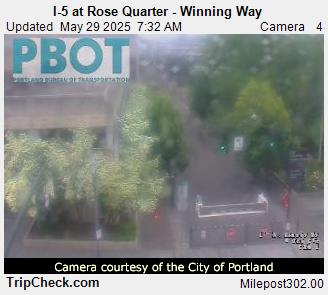 I-5 at Rose Quarter - Winning Way
Updated May 29 2025 7:32 AM Camera 4
PBOT
PORTLAND BUREAU OF TRANSPORTATION
Camera courtesy of the City of Portland
TripCheck.com Milepost302.00